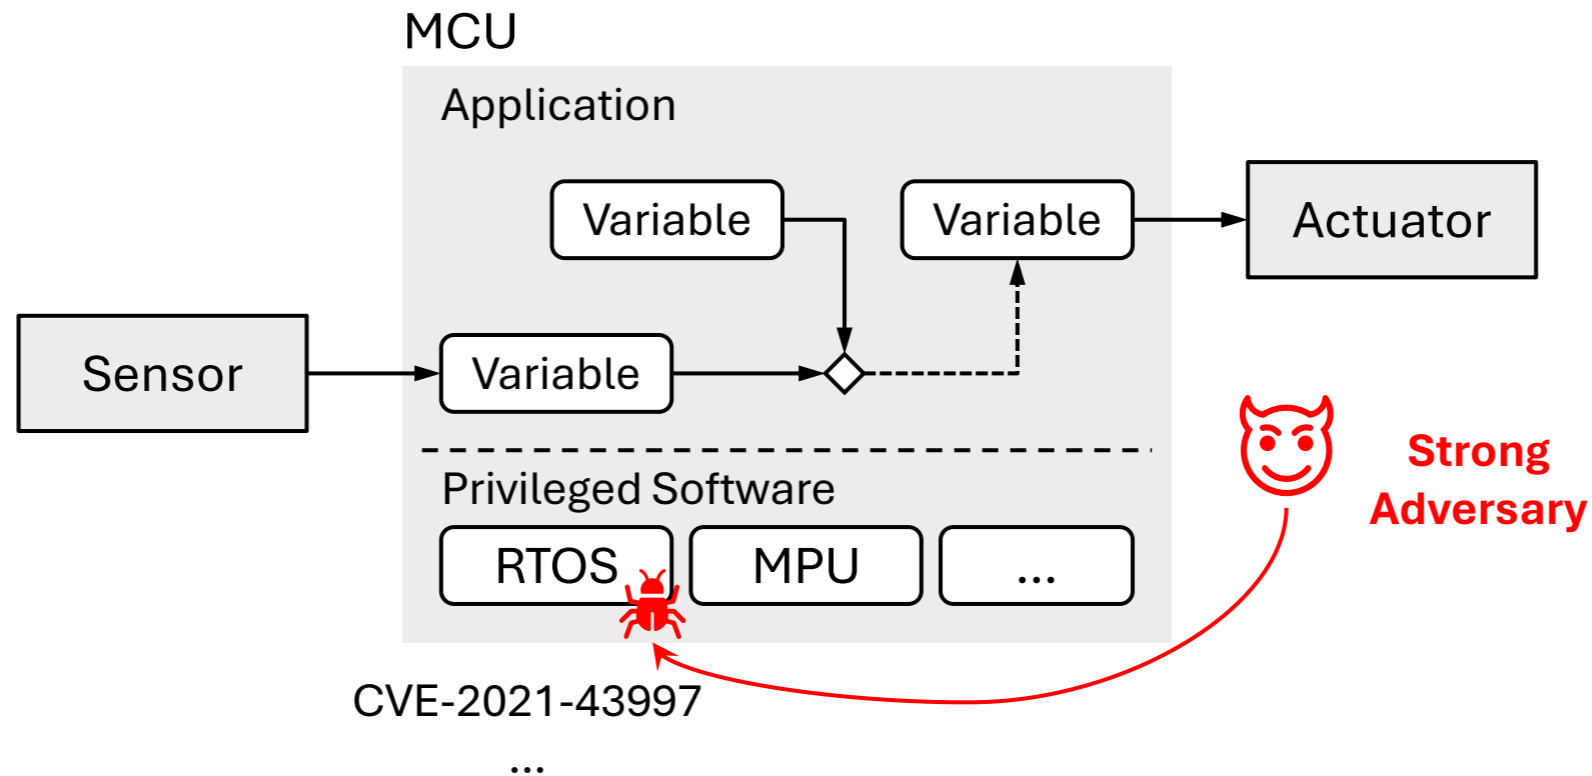 MCU
Application
Variable
Variable
Actuator
Sensor
Variable
Strong
Adversary
Privileged Software
RTOS
MPU
...
CVE-2021-43997
...